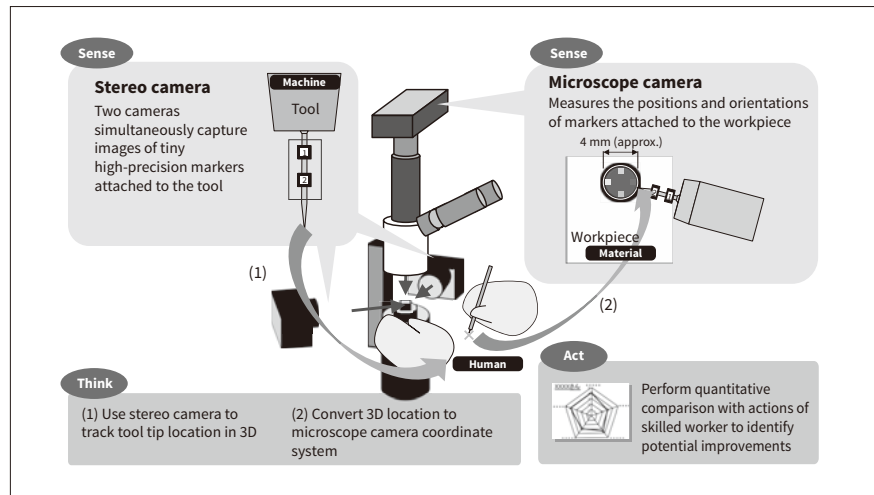 Sense
Stereo camera
Two cameras
simultaneously capture
images of tiny
high-precision markers
attached to the tool
Machine
Tool
1
2
Sense
Microscope camera
Measures the positions and orientations
of markers attached to the workpiece
4 mm (approx.)
2
1
Workpiece
Material
(1)
(2)
Human
Think
(1) Use stereo camera to
track tool tip location in 3D
(2) Convert 3D location to
microscope camera coordinate
system
Act
Perform quantitative
comparison with actions of
skilled worker to identify
potential improvements